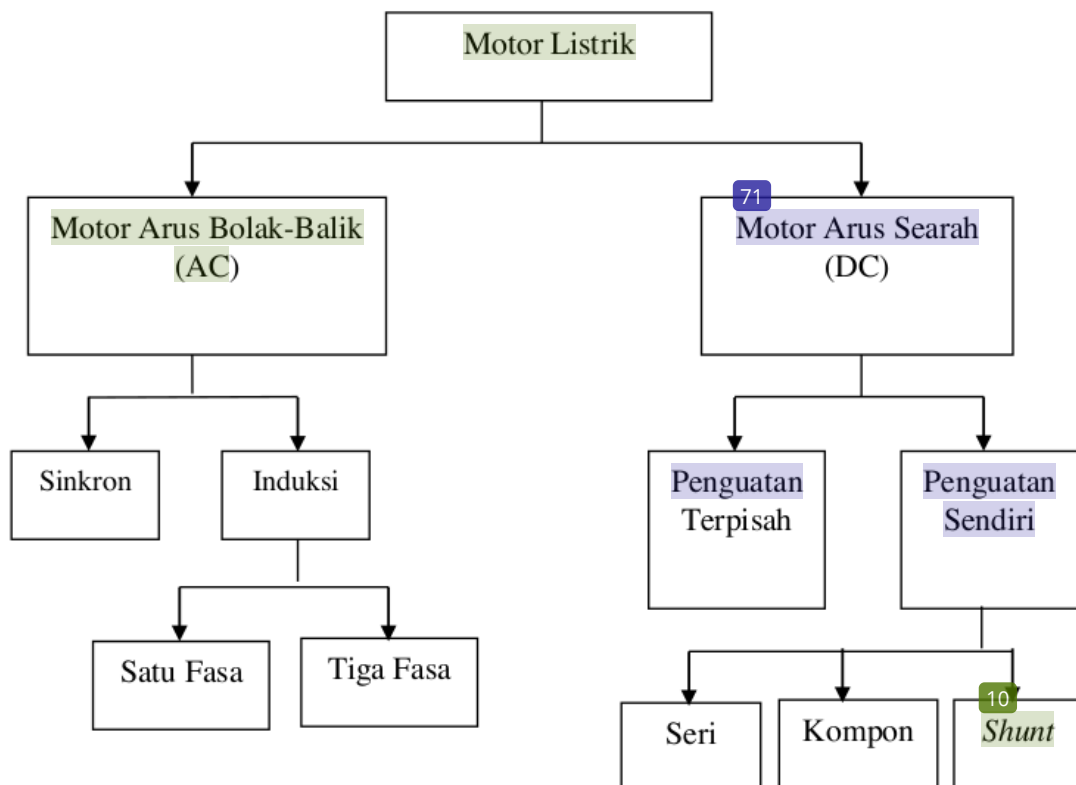 Motor Listrik
Motor Arus Bolak-Balik
(AC)
71
Motor Arus Searah
(DC)
Sinkron
Induksi
Penguatan
Terpisah
Penguatan
Sendiri
Satu Fasa
Tiga Fasa
Seri
Kompon
10
Shunt